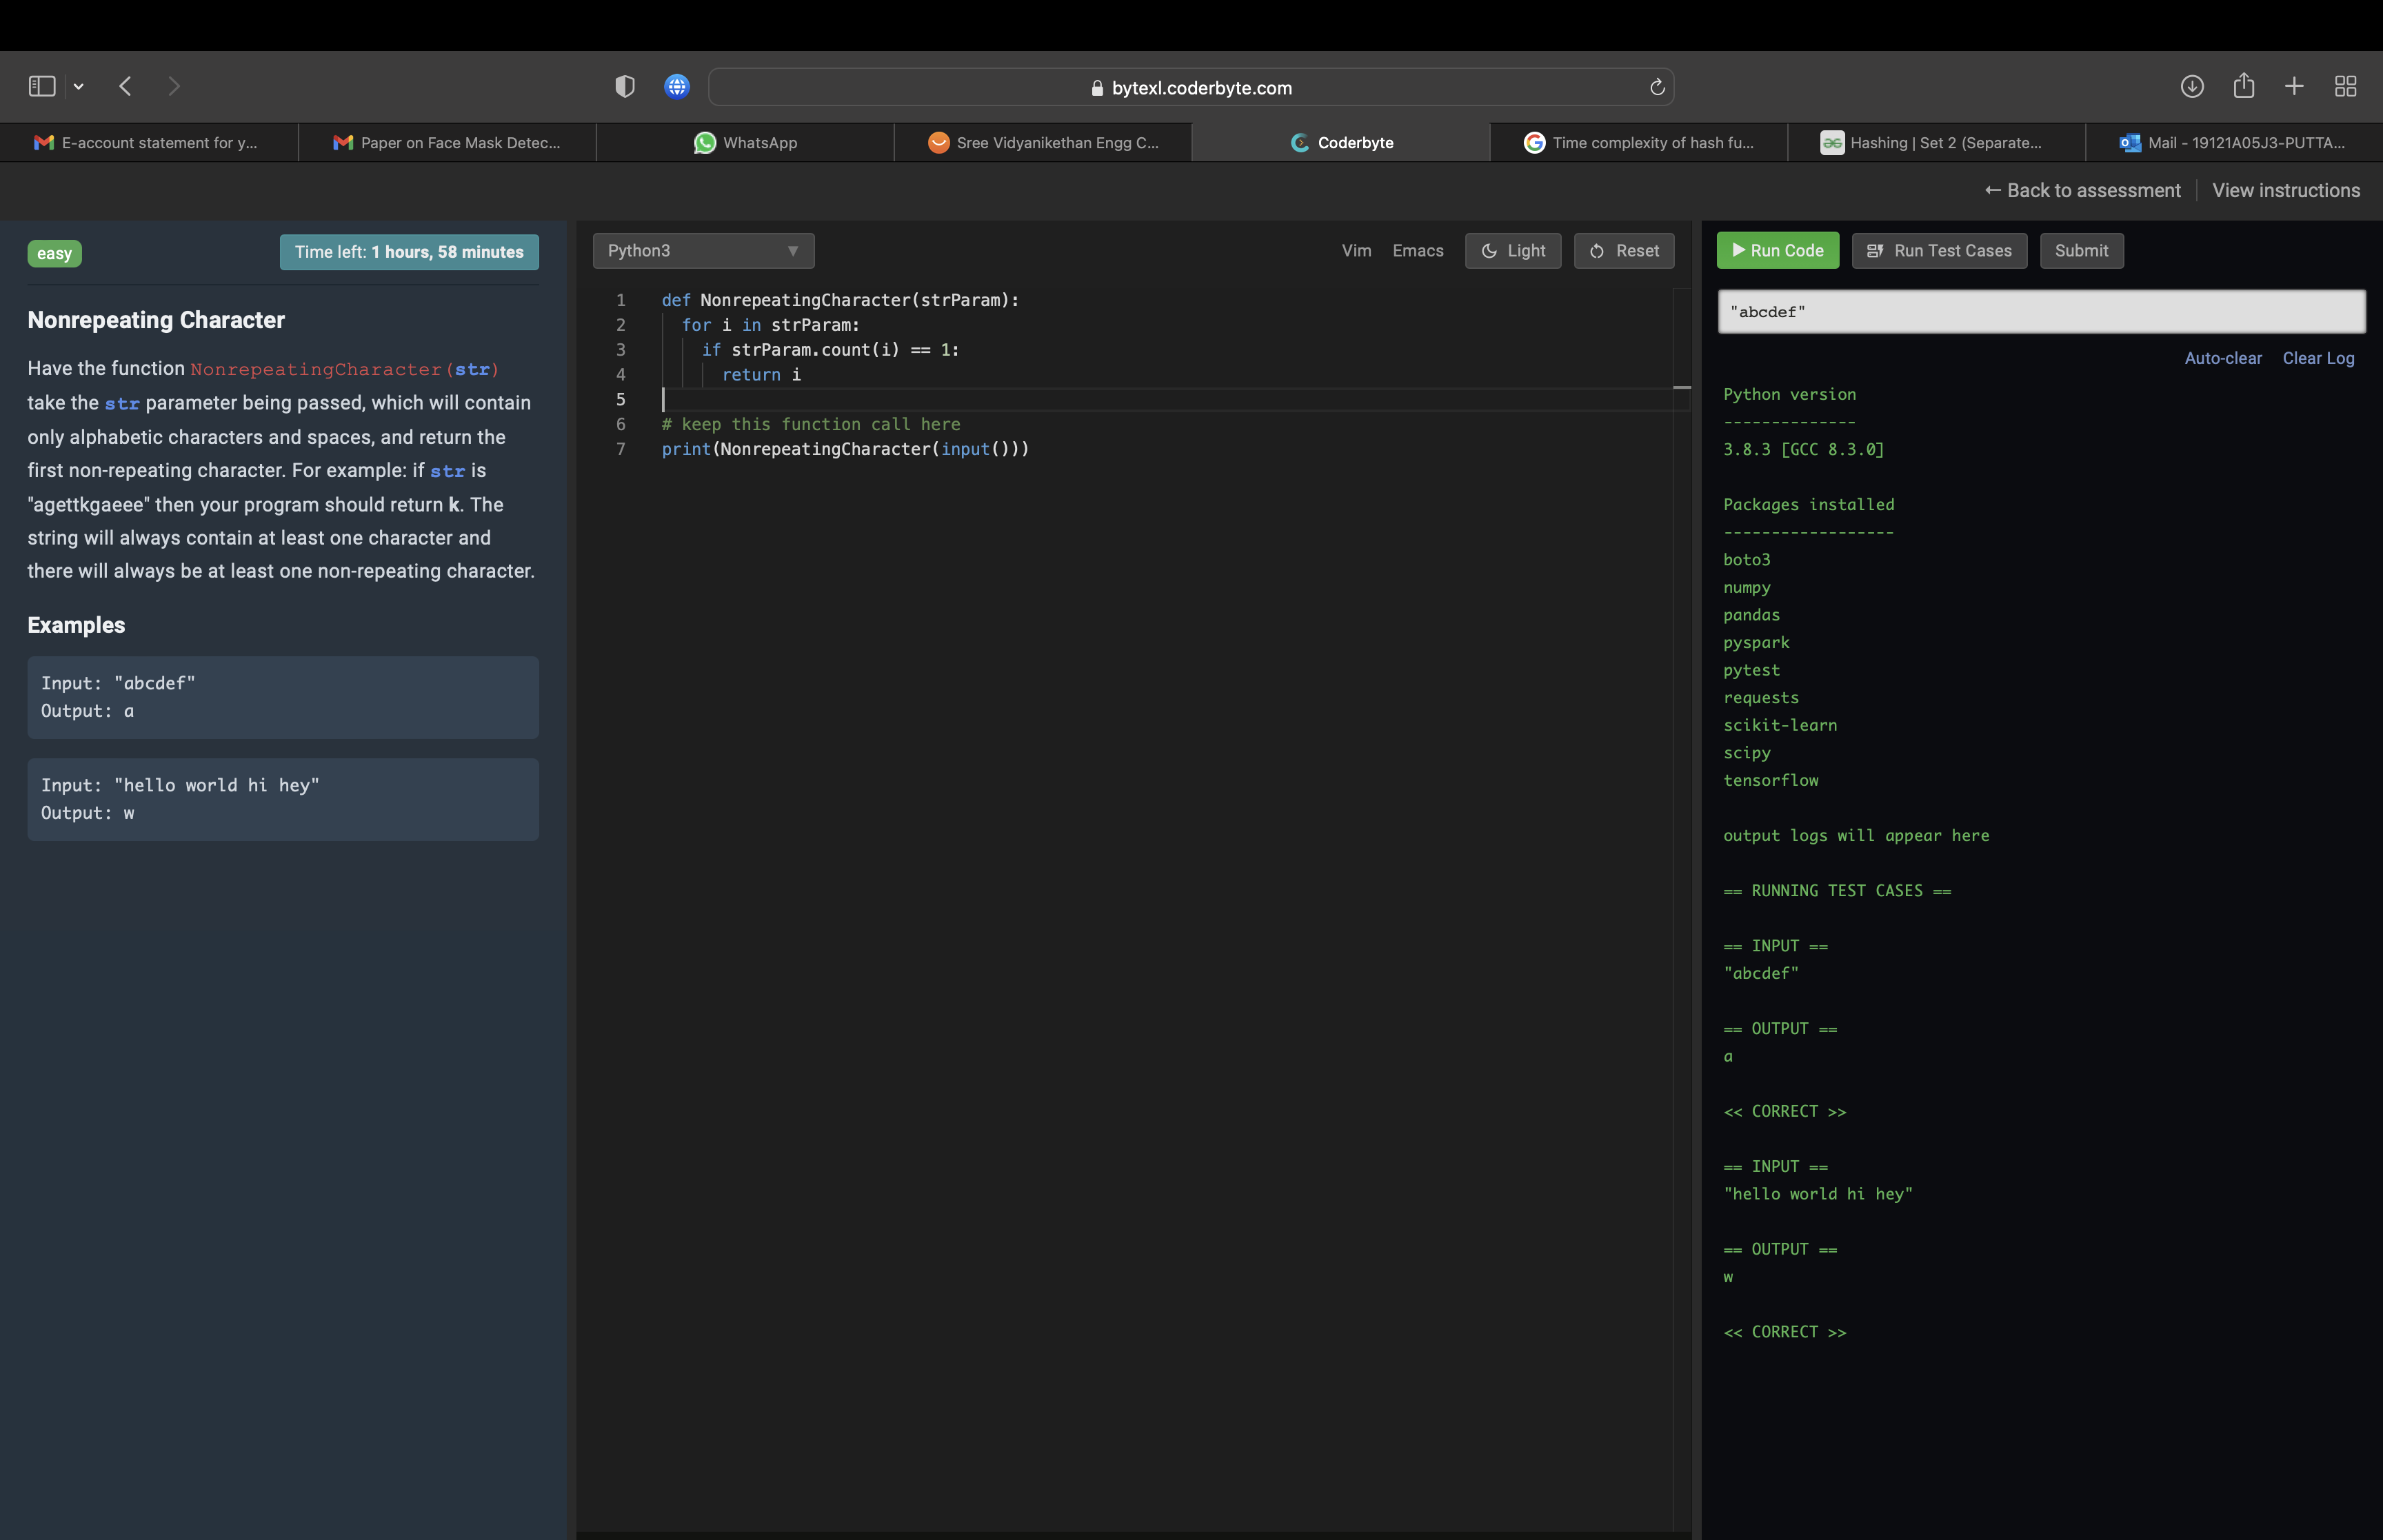 bytexl.coderbyte.com
E-account statement for y...
Paper on Face Mask Detec...
WhatsApp
Sree Vidyanikethan Engg C...
Coderbyte
Time complexity of hash fu...
Hashing | Set 2 (Separate...
Mail - 19121A05J3-PUTTA...
← Back to assessment
View instructions
easy
Time left: 1 hours, 58 minutes
Nonrepeating Character
Have the function NonrepeatingCharacter(str)
take the str parameter being passed, which will contain
only alphabetic characters and spaces, and return the
first non-repeating character. For example: if str is
"agettkgaeee" then your program should return k. The
string will always contain at least one character and
there will always be at least one non-repeating character.
Examples
Input: "abcdef"
Output: a
Input: "hello world hi hey"
Output: w
Python3
Vim
Emacs
Light
Reset
1 def NonrepeatingCharacter(strParam):
2 for i in strParam:
3 if strParam.count(i) == 1:
4 return i
5
6 # keep this function call here
7 print(NonrepeatingCharacter(input()))
Run Code
Run Test Cases
Submit
"abcdef"
Auto-clear
Clear Log
Python version
--------------
3.8.3 [GCC 8.3.0]
Packages installed
------------------
boto3
numpy
pandas
pyspark
pytest
requests
scikit-learn
scipy
tensorflow
output logs will appear here
== RUNNING TEST CASES ==
== INPUT ==
"abcdef"
== OUTPUT ==
a
<< CORRECT >>
== INPUT ==
"hello world hi hey"
== OUTPUT ==
w
<< CORRECT >>